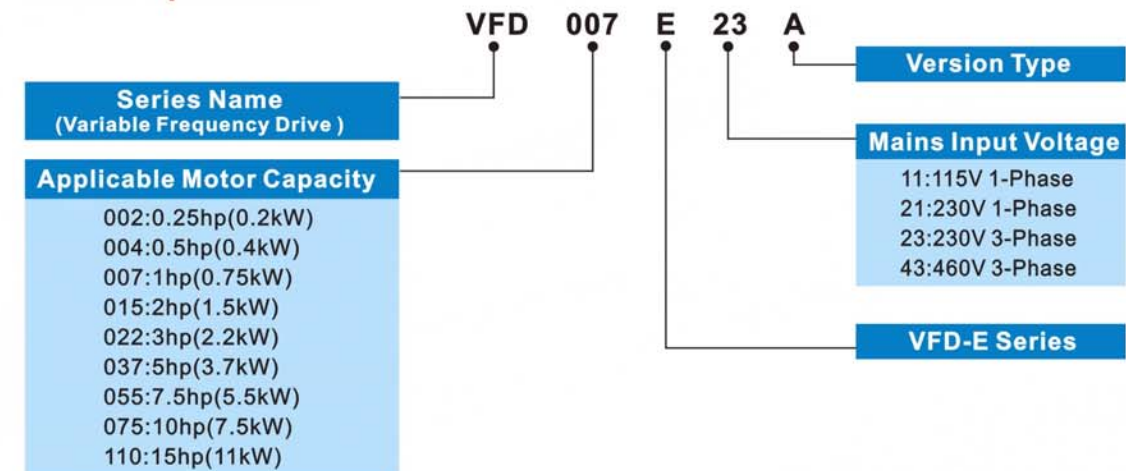 VFD 007 E 23 A
Version Type
Series Name
(Variable Frequency Drive )
Mains Input Voltage
11:115V 1-Phase
21:230V 1-Phase
23:230V 3-Phase
43:460V 3-Phase
Applicable Motor Capacity
002:0.25hp(0.2kW)
004:0.5hp(0.4kW)
007:1hp(0.75kW)
015:2hp(1.5kW)
022:3hp(2.2kW)
037:5hp(3.7kW)
055:7.5hp(5.5kW)
075:10hp(7.5kW)
110:15hp(11kW)
VFD-E Series